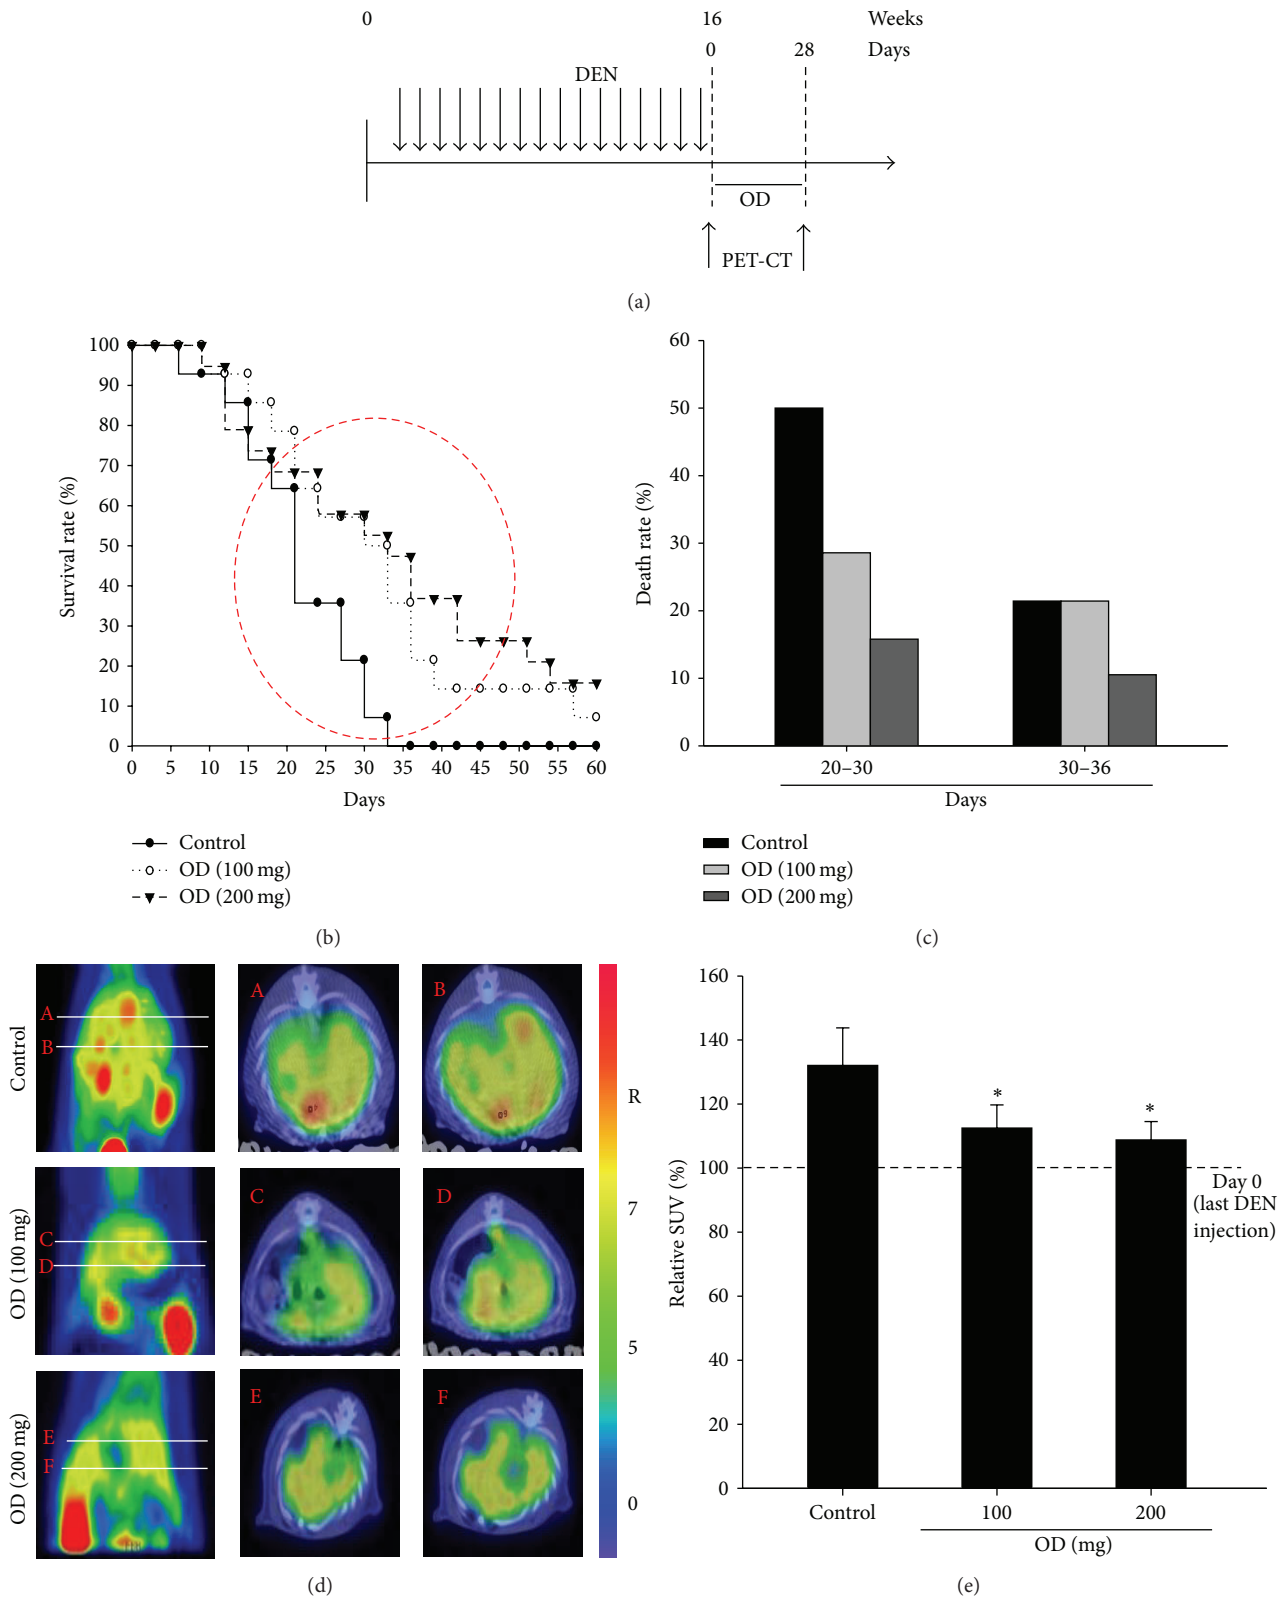 0 16 Weeks
0 28 Days
DEN
OD
PET-CT
(a)
Survival rate (%)
100
90
80
70
60
50
40
30
20
10
0
0 5 10 15 20 25 30 35 40 45 50 55 60
Days
Control
OD (100 mg)
OD (200 mg)
(b)
Death rate (%)
60
50
40
30
20
10
0
20–30 30–36
Days
Control
OD (100 mg)
OD (200 mg)
(c)
Control
A
B
A
B
OD (100 mg)
C
D
C
D
OD (200 mg)
E
F
E
F
R
7
5
0
(d)
Relative SUV (%)
160
140
120
100
80
60
40
20
0
*
*
Day 0
(last DEN
injection)
Control 100 200
OD (mg)
(e)